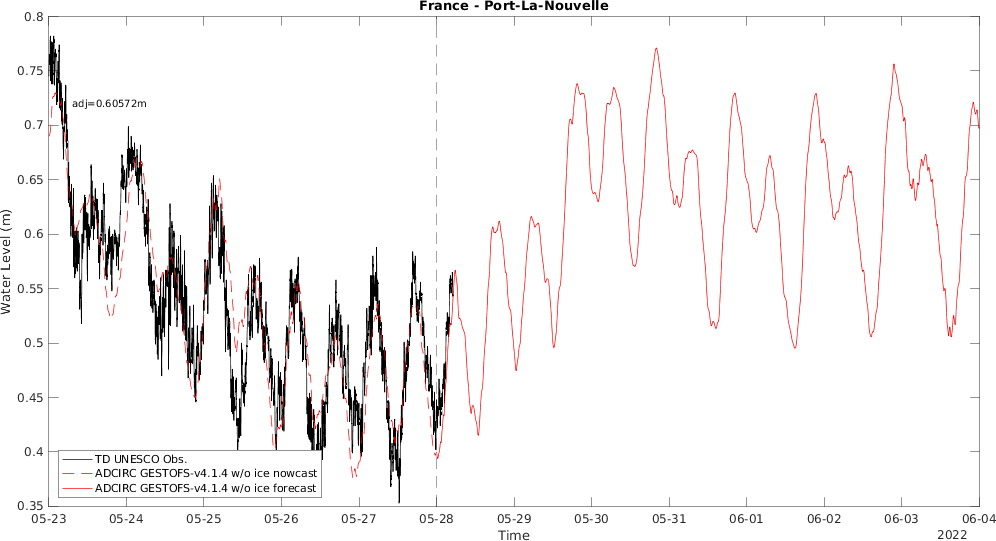 France - Port-La-Nouvelle
0.8
0.75
0.7
0.65
0.6
0.55
0.5
0.45
0.4
0.35
Water Level (m)
adj=0.60572m
TD UNESCO Obs.
ADCIRC GESTOFS-v4.1.4 w/o ice nowcast
ADCIRC GESTOFS-v4.1.4 w/o ice forecast
05-23 05-24 05-25 05-26 05-27 05-28 05-29 05-30 05-31 06-01 06-02 06-03 06-04
Time
2022